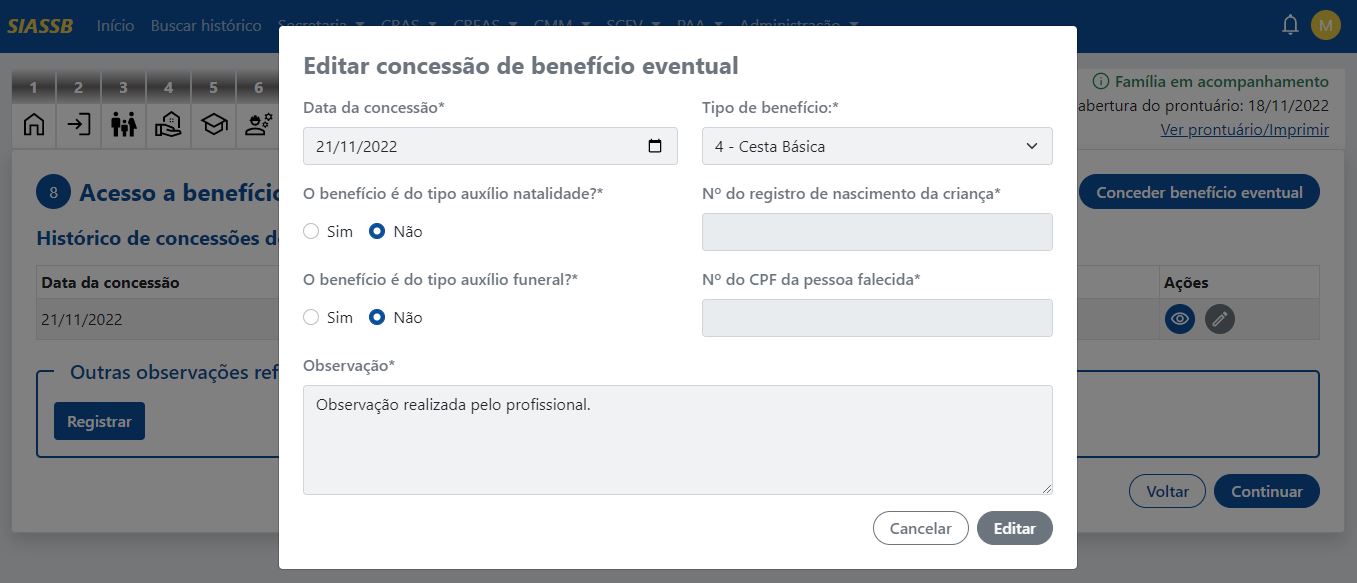 SIASSB Início Buscar histórico Secretaria CRAS CREAS CMM SCFV PAA Administração M
1 2 3 4 5 6
Família em acompanhamento
abertura do prontuário: 18/11/2022
Ver prontuário/Imprimir
8 Acesso a benefício
Conceder benefício eventual
Histórico de concessões d
Data da concessão
Ações
21/11/2022
Outras observações ref
Registrar
Voltar Continuar
Editar concessão de benefício eventual
Data da concessão* Tipo de benefício:*
21/11/2022 4 - Cesta Básica
O benefício é do tipo auxílio natalidade?* Nº do registro de nascimento da criança*
Sim Não
O benefício é do tipo auxílio funeral?* Nº do CPF da pessoa falecida*
Sim Não
Observação*
Observação realizada pelo profissional.
Cancelar Editar